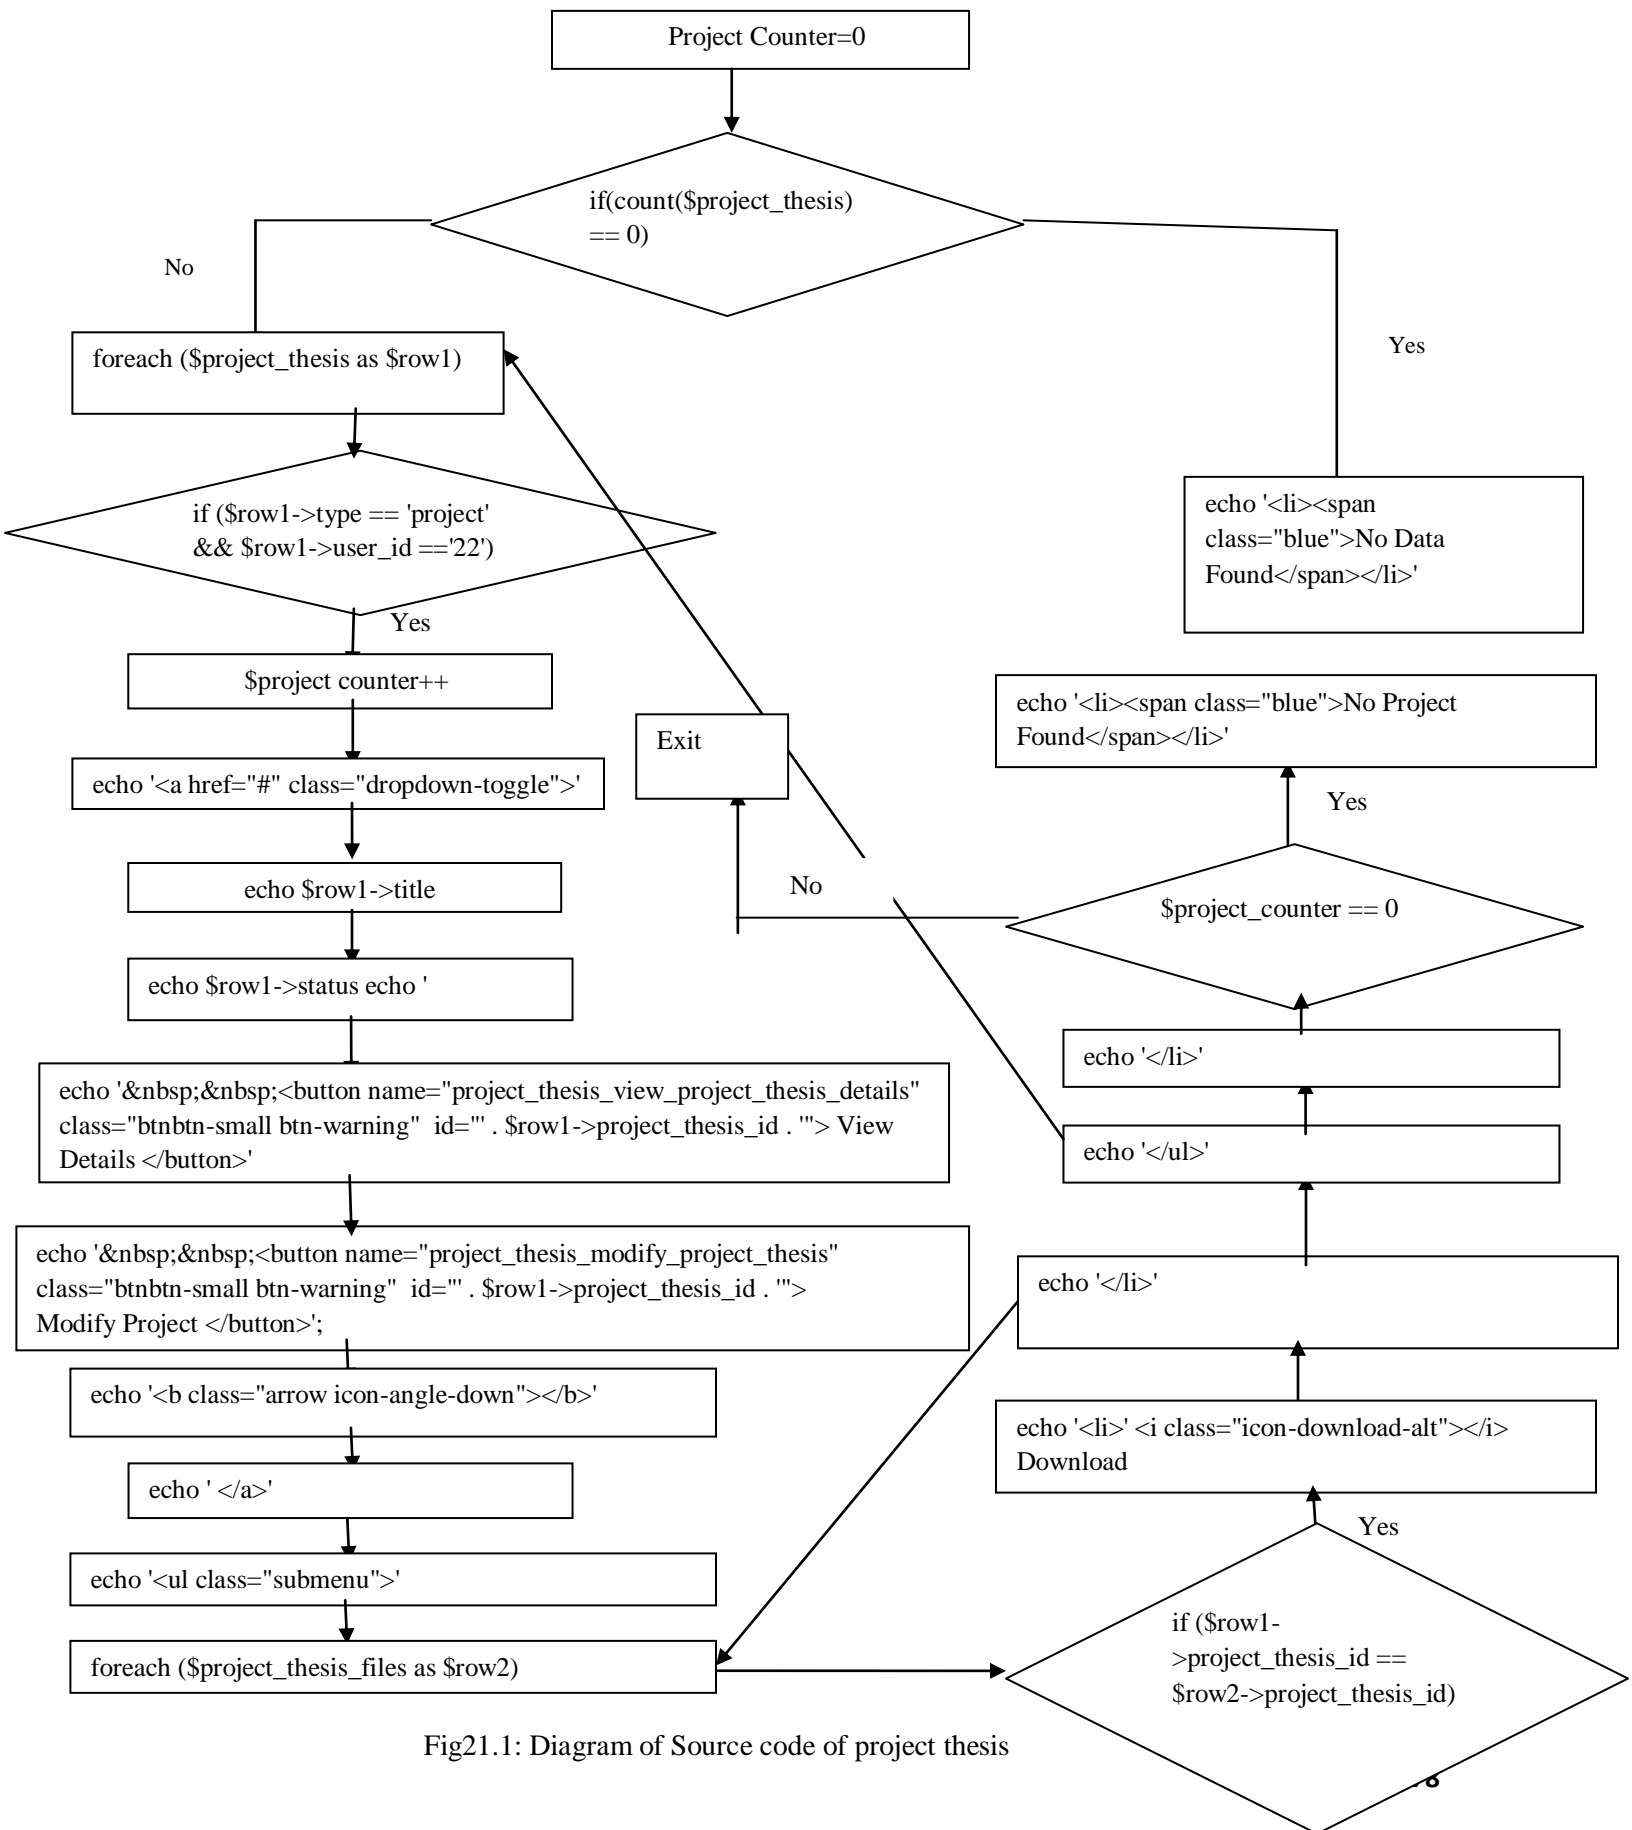 Project Counter=0
if(count($project_thesis)
== 0)
No
Yes
foreach ($project_thesis as $row1)
if ($row1->type == 'project'
&& $row1->user_id =='22')
Yes
$project counter++
echo '<a href="#" class="dropdown-toggle">'
echo $row1->title
echo $row1->status echo '
echo '&nbsp;&nbsp;<button name="project_thesis_view_project_thesis_details"
class="btnbtn-small btn-warning"  id="' . $row1->project_thesis_id . '"> View
Details </button>'
echo '&nbsp;&nbsp;<button name="project_thesis_modify_project_thesis"
class="btnbtn-small btn-warning"  id="' . $row1->project_thesis_id . '">
Modify Project </button>';
echo '<b class="arrow icon-angle-down"></b>'
echo ' </a>'
echo '<ul class="submenu">'
foreach ($project_thesis_files as $row2)
if ($row1-
>project_thesis_id ==
$row2->project_thesis_id)
Yes
echo '<li>' <i class="icon-download-alt"></i>
Download
echo '</li>'
echo '</ul>'
echo '</li>'
$project_counter == 0
No
Exit
Yes
echo '<li><span class="blue">No Project
Found</span></li>'
echo '<li><span
class="blue">No Data
Found</span></li>'
Fig21.1: Diagram of Source code of project thesis